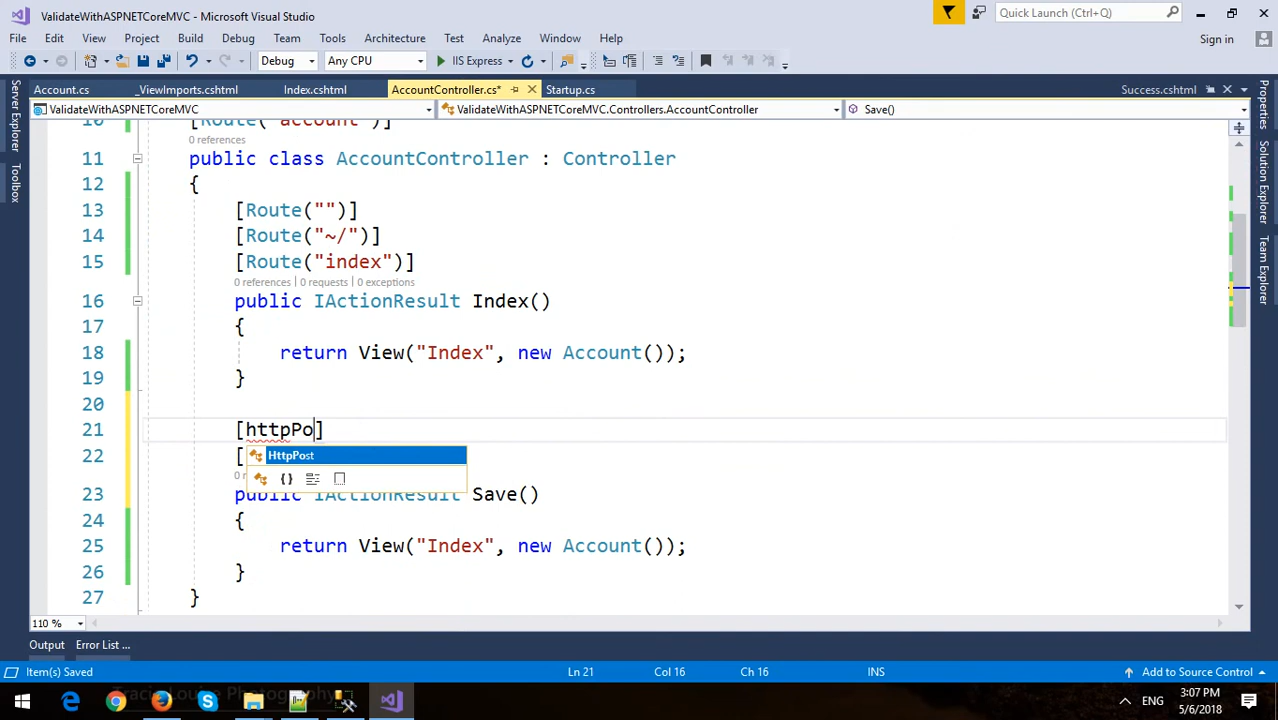 ValidateWithASPNETCoreMVC - Microsoft Visual Studio
Quick Launch (Ctrl+Q)
File Edit View Project Build Debug Team Tools Architecture Test Analyze Window Help
Sign in
Debug Any CPU IIS Express
Account.cs _ViewImports.cshtml Index.cshtml AccountController.cs* Startup.cs Success.cshtml
ValidateWithASPNETCoreMVC ValidateWithASPNETCoreMVC.Controllers.AccountController Save()
Server Explorer
Toolbox
Properties
Solution Explorer
Team Explorer
10 [Route("account")]
0 references
11 public class AccountController : Controller
12 {
13 [Route("")]
14 [Route("~/")]
15 [Route("index")]
0 references | 0 requests | 0 exceptions
16 public IActionResult Index()
17 {
18 return View("Index", new Account());
19 }
20
21 [httpPo]
HttpPost
22 [
23 public IActionResult Save()
24 {
25 return View("Index", new Account());
26 }
27 }
110 %
Output Error List ...
Item(s) Saved Ln 21 Col 16 Ch 16 INS Add to Source Control
Tracie Louise Photography
ENG
3:07 PM
5/6/2018